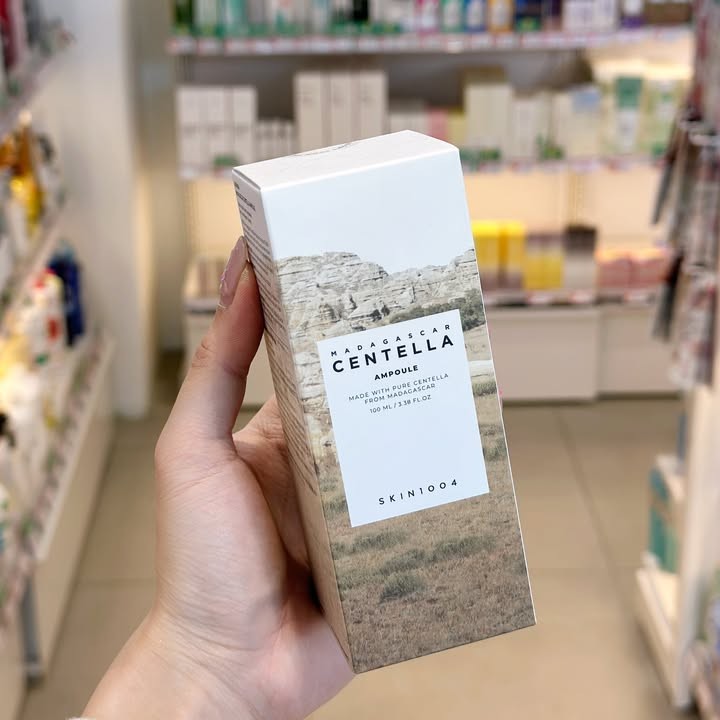 MADAGASCAR
CENTELLA
AMPOULE
MADE WITH PURE CENTELLA
FROM MADAGASCAR
100 ML / 3.38 FL.OZ
SKIN1004